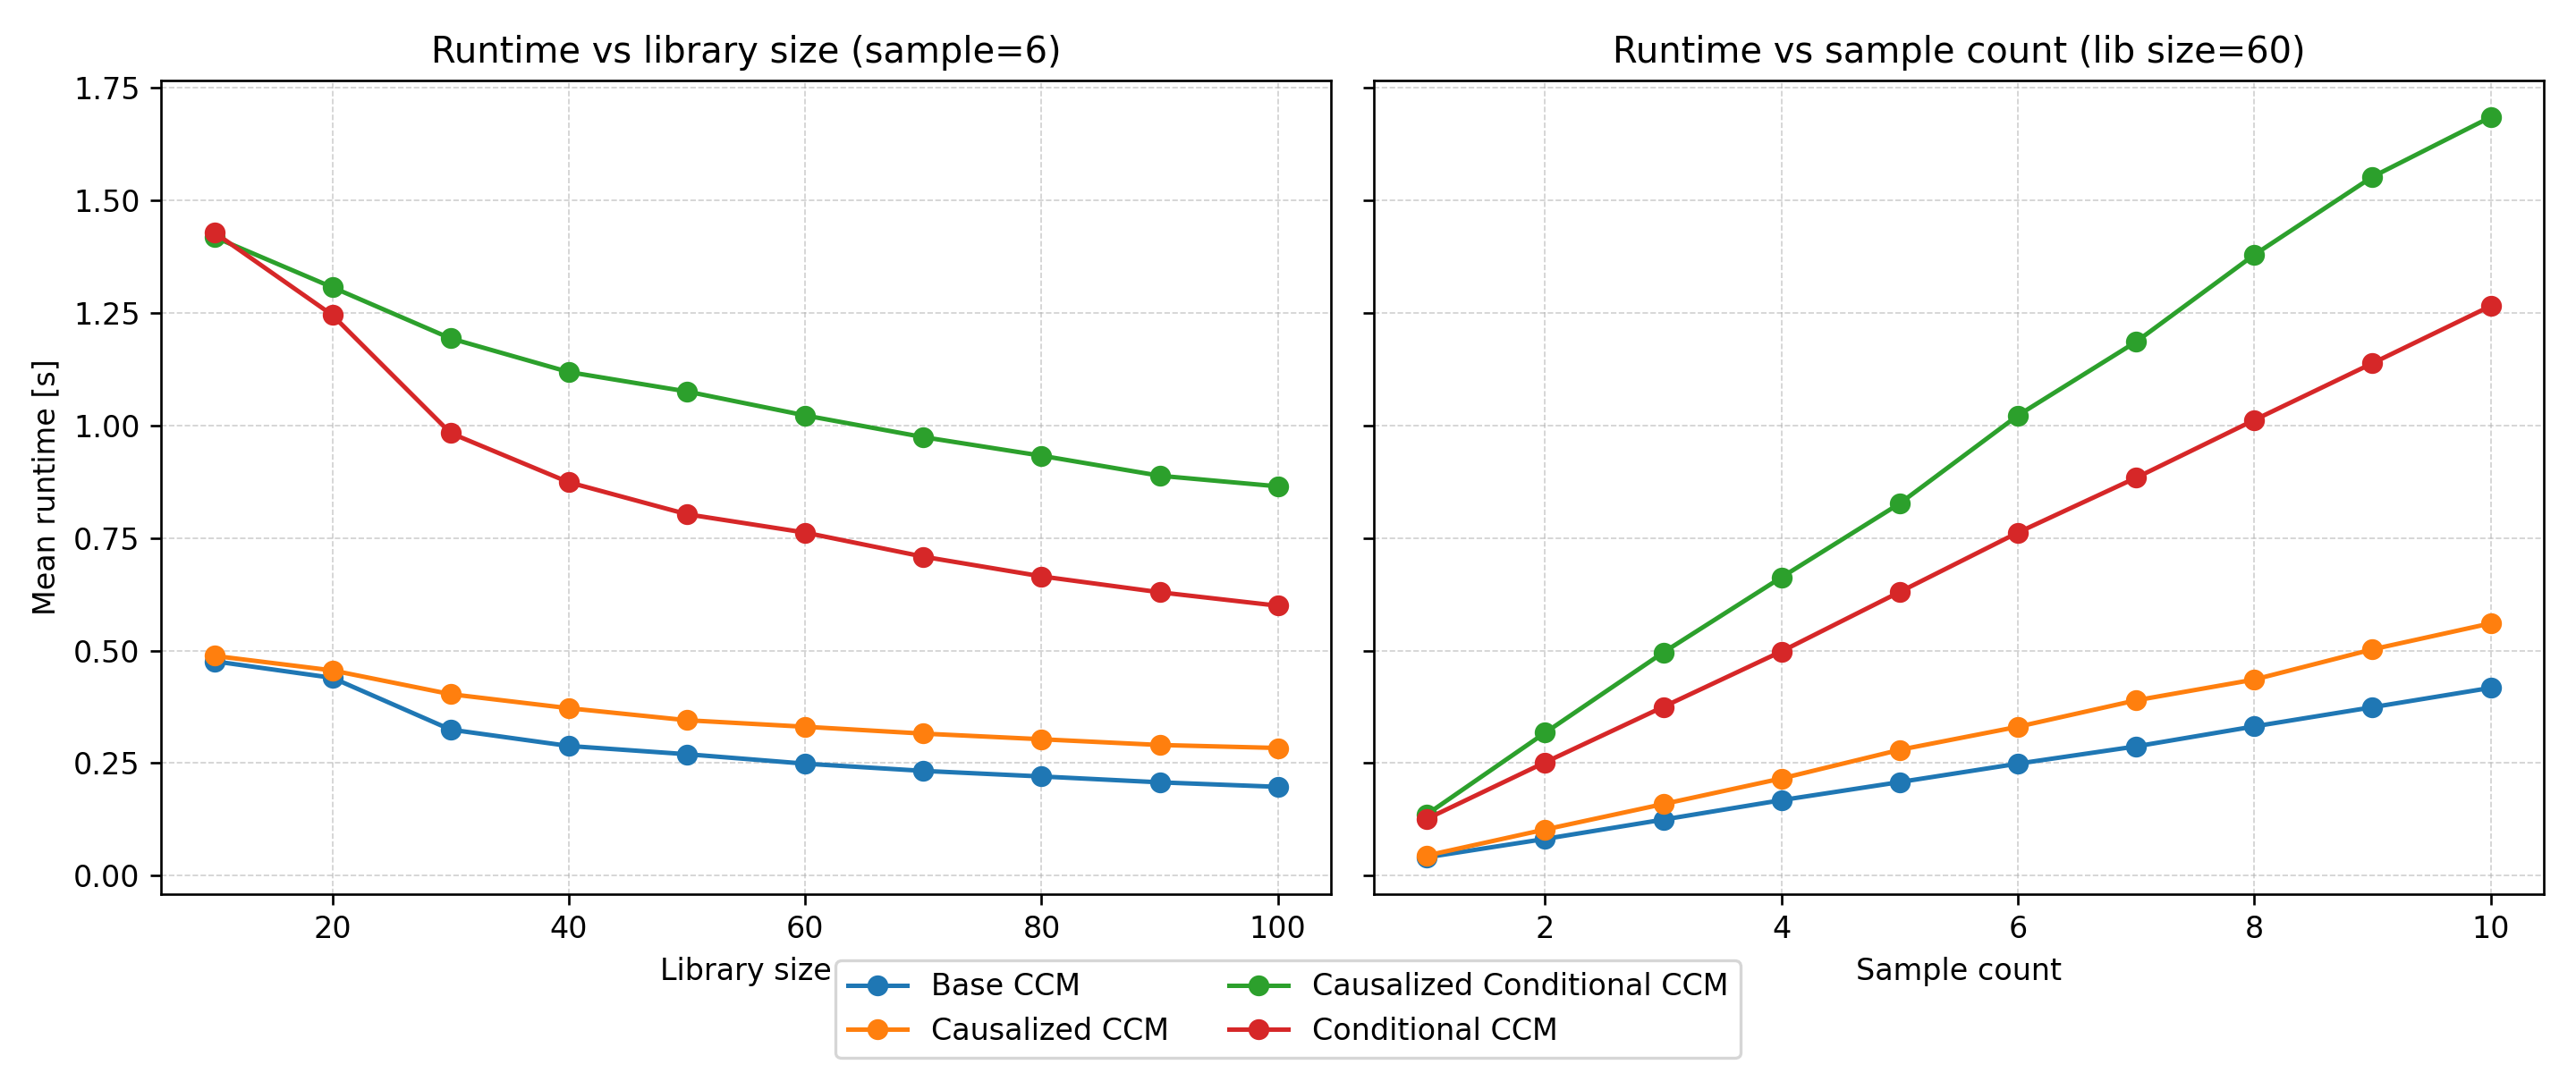 Runtime vs library size (sample=6)
Runtime vs sample count (lib size=60)
Mean runtime [s]
1.75
1.50
1.25
1.00
0.75
0.50
0.25
0.00
20 40 60 80 100
2 4 6 8 10
Library size
Sample count
Base CCM
Causalized CCM
Causalized Conditional CCM
Conditional CCM